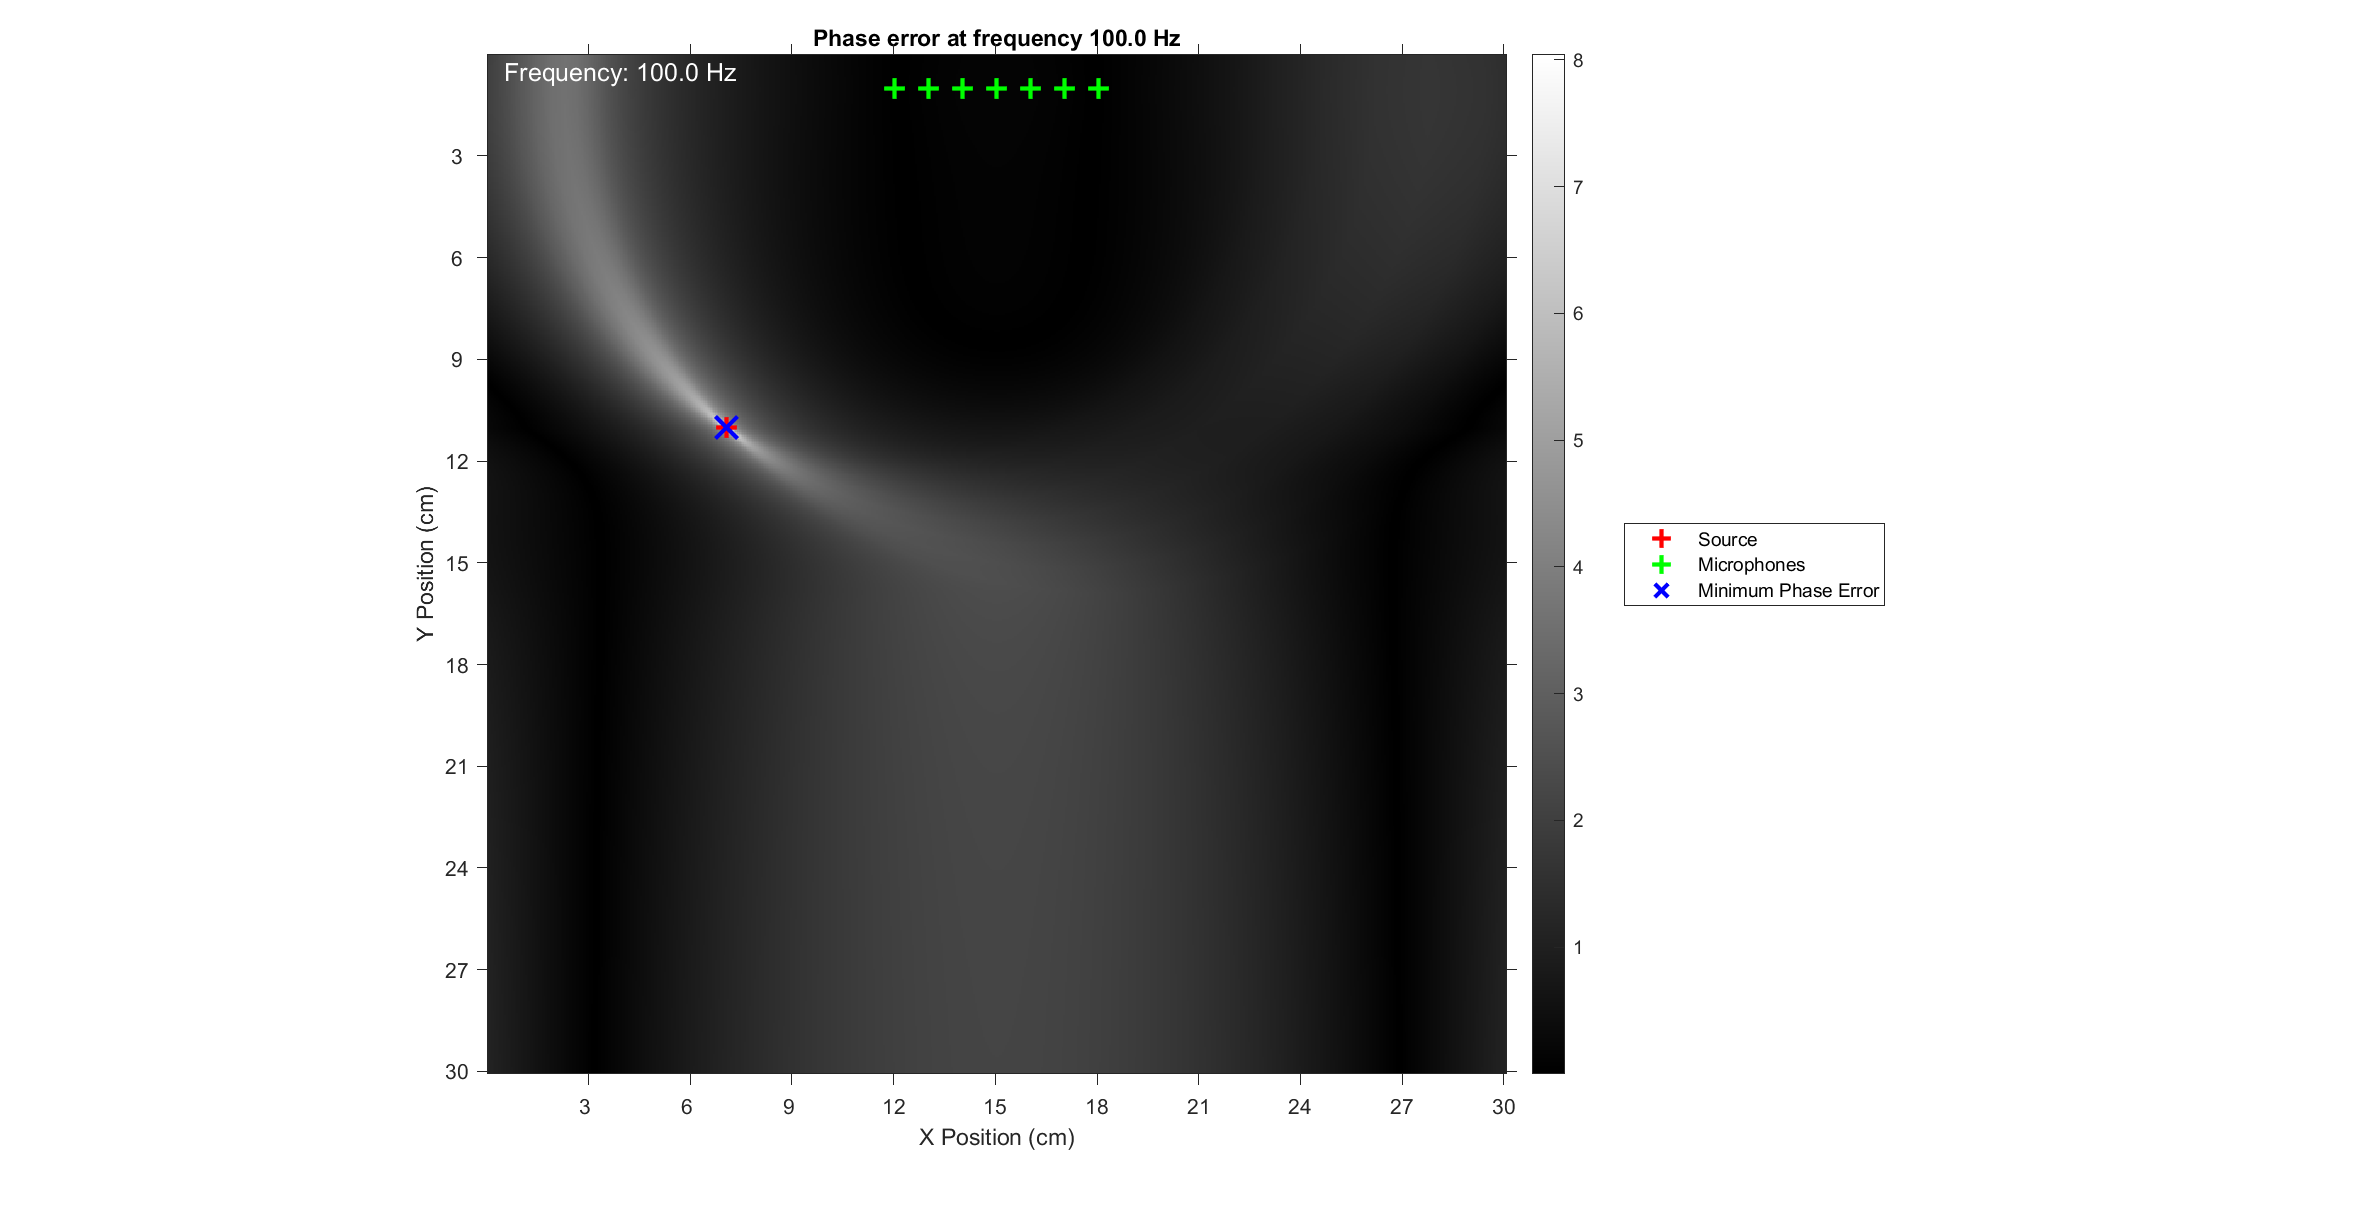 Phase error at frequency 100.0 Hz
Frequency: 100.0 Hz
3
6
9
12
15
18
21
24
27
30
Y Position (cm)
3 6 9 12 15 18 21 24 27 30
X Position (cm)
8
7
6
5
4
3
2
1
Source
Microphones
Minimum Phase Error